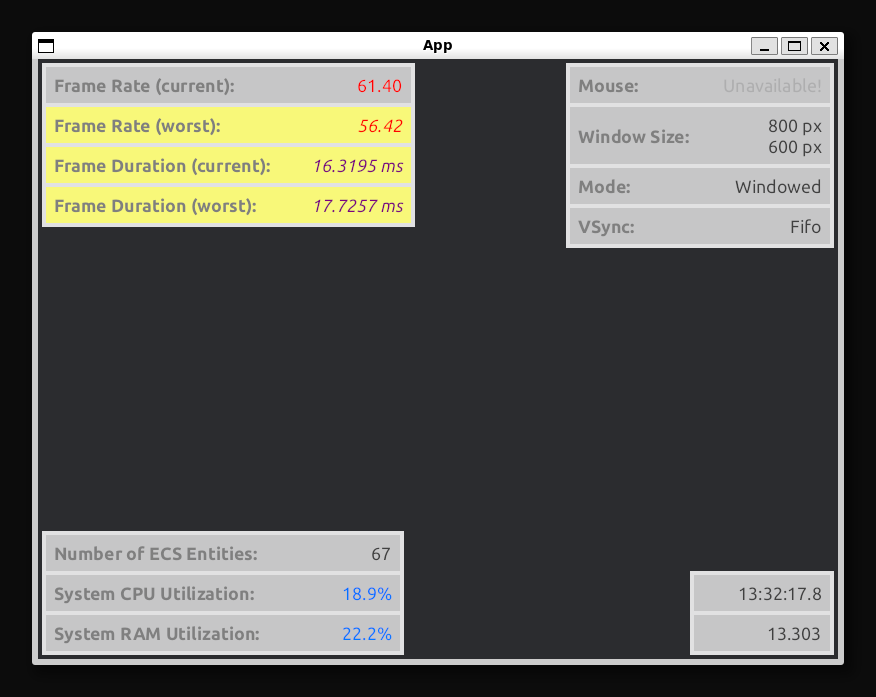 App
Frame Rate (current): 61.40
Frame Rate (worst): 56.42
Frame Duration (current): 16.3195 ms
Frame Duration (worst): 17.7257 ms
Mouse: Unavailable!
Window Size: 800 px
600 px
Mode: Windowed
VSync: Fifo
Number of ECS Entities: 67
System CPU Utilization: 18.9%
System RAM Utilization: 22.2%
13:32:17.8
13.303